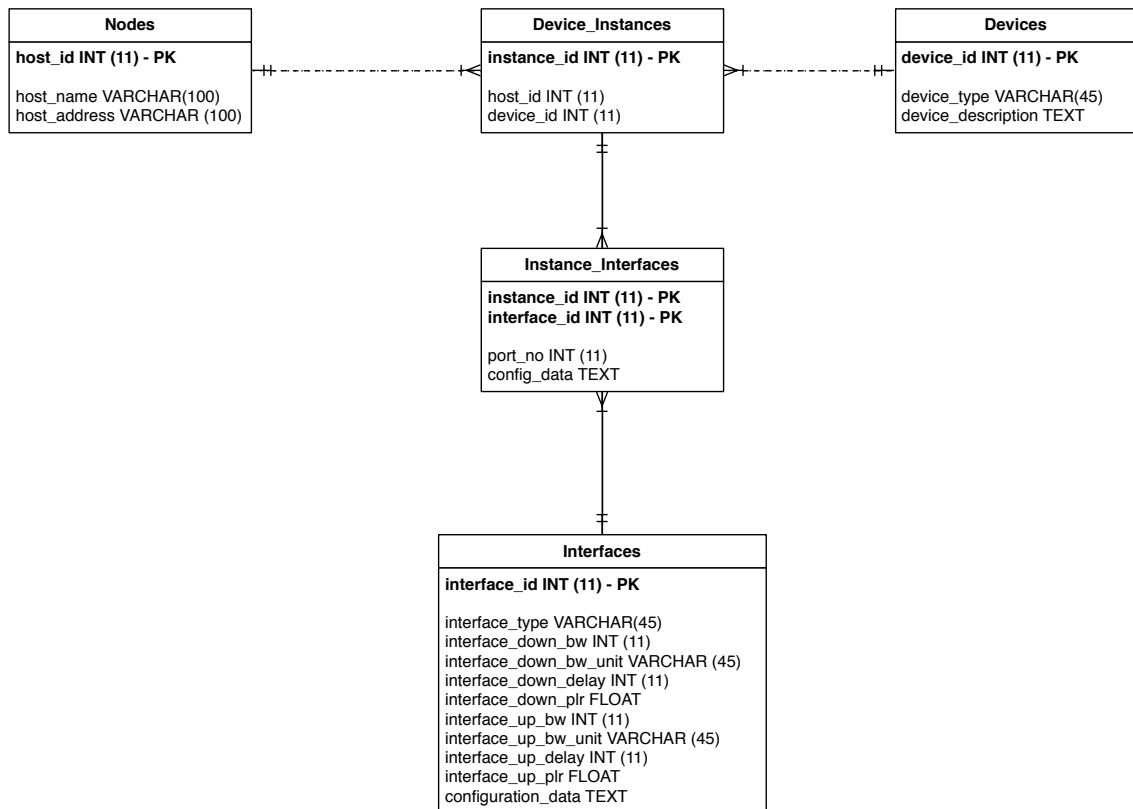 Nodes
host_id INT (11) - PK
host_name VARCHAR(100)
host_address VARCHAR (100)
Device_Instances
instance_id INT (11) - PK
host_id INT (11)
device_id INT (11)
Devices
device_id INT (11) - PK
device_type VARCHAR(45)
device_description TEXT
Instance_Interfaces
instance_id INT (11) - PK
interface_id INT (11) - PK
port_no INT (11)
config_data TEXT
Interfaces
interface_id INT (11) - PK
interface_type VARCHAR(45)
interface_down_bw INT (11)
interface_down_bw_unit VARCHAR (45)
interface_down_delay INT (11)
interface_down_plr FLOAT
interface_up_bw INT (11)
interface_up_bw_unit VARCHAR (45)
interface_up_delay INT (11)
interface_up_plr FLOAT
configuration_data TEXT